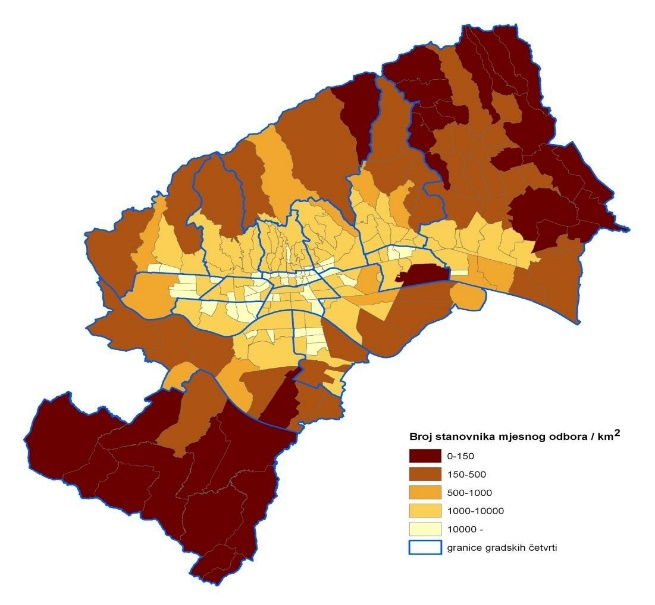 Broj stanovnika mjesnog odbora / km²
0-150
150-500
500-1000
1000-10000
10000 -
granice gradskih četvrti